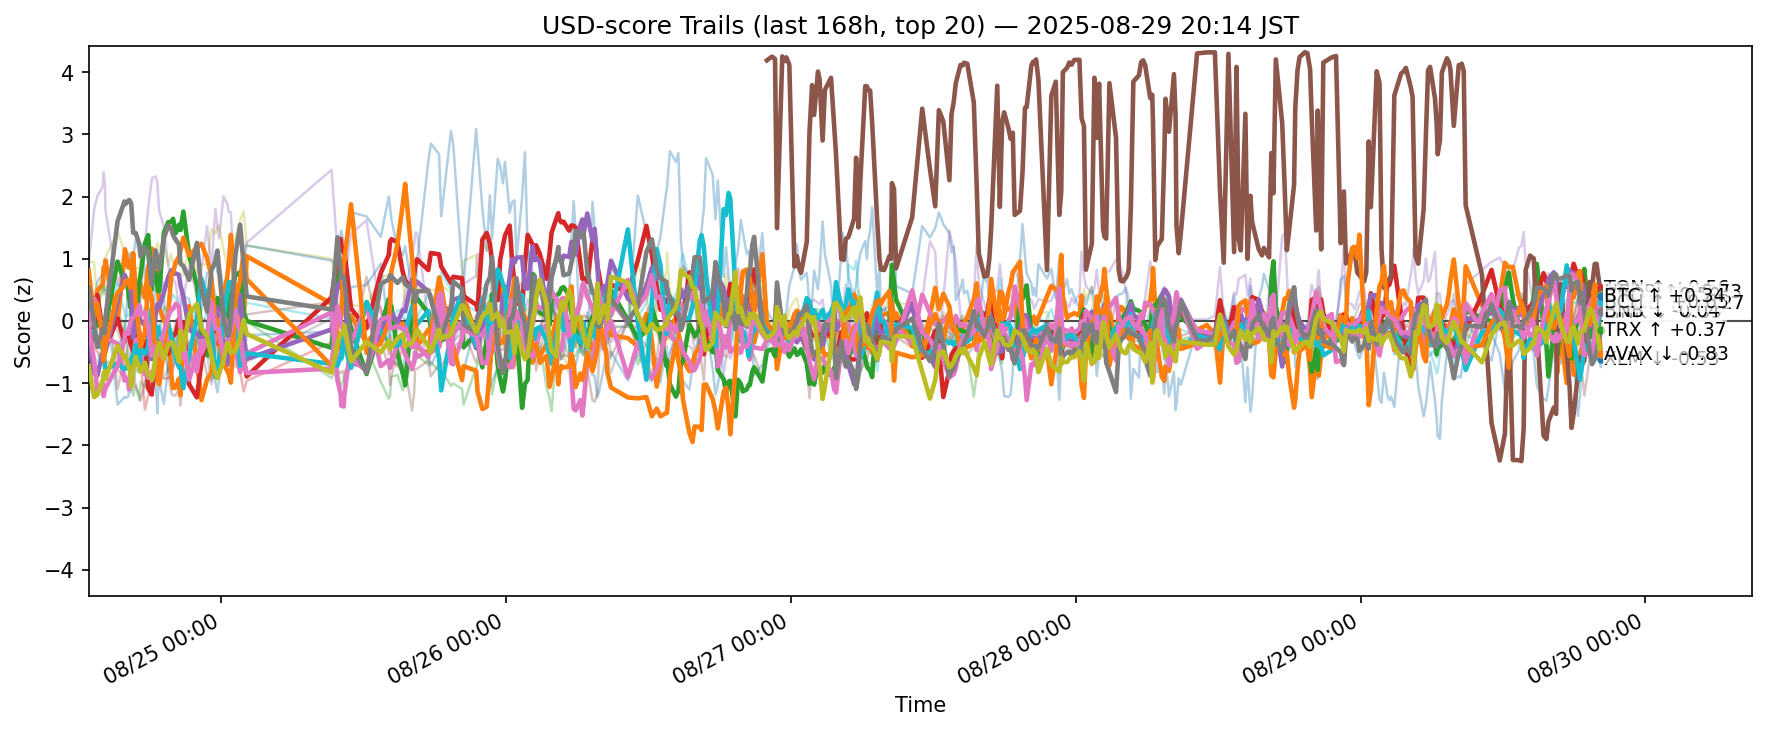 USD-score Trails (last 168h, top 20) — 2025-08-29 20:14 JST
Score (z)
4
3
2
1
0
−1
−2
−3
−4
BTC ↑ +0.34
BNB ↓ -0.04
TRX ↑ +0.37
AVAX ↓ -0.83
08/25 00:00
08/26 00:00
08/27 00:00
08/28 00:00
08/29 00:00
08/30 00:00
Time